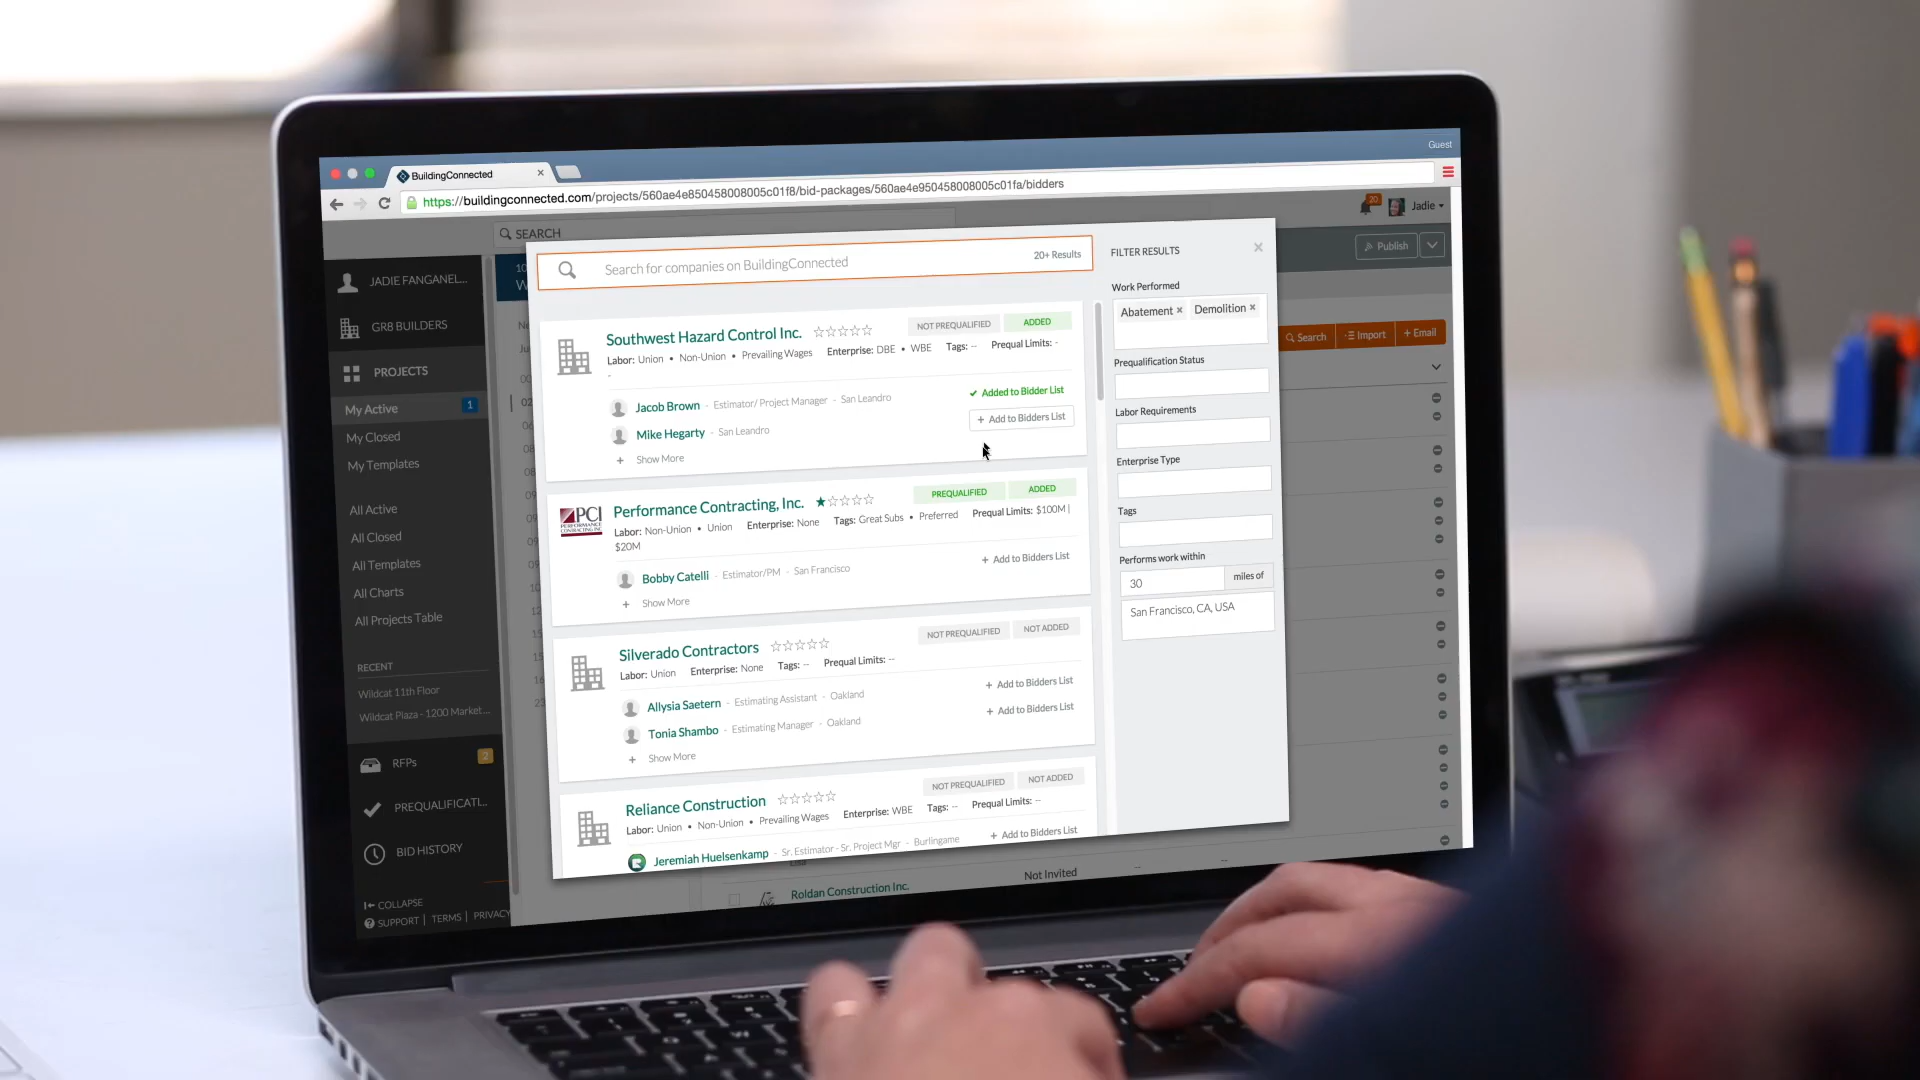 Guest
BuildingConnected
https://buildingconnected.com/projects/560ae4e850458008005c01f8/bid-packages/560ae4e950458008005c01fa/bidders
20
Jadie
SEARCH
Publish
JADIE FANGANEL...
GR8 BUILDERS
PROJECTS
My Active 1
My Closed
My Templates
All Active
All Closed
All Templates
All Charts
All Projects Table
RECENT
Wildcat 11th Floor
Wildcat Plaza - 1200 Market...
RFPs 2
PREQUALIFICATI...
BID HISTORY
COLLAPSE
SUPPORT | TERMS | PRIVACY
Search for companies on BuildingConnected 20+ Results
Southwest Hazard Control Inc. NOT PREQUALIFIED ADDED
Labor: Union • Non-Union • Prevailing Wages Enterprise: DBE • WBE Tags: -- Prequal Limits: -
-
Jacob Brown - Estimator/ Project Manager - San Leandro Added to Bidder List
Mike Hegarty - San Leandro + Add to Bidders List
+ Show More
PCI
PERFORMANCE
CONTRACTING INC
Performance Contracting, Inc. PREQUALIFIED ADDED
Labor: Non-Union • Union Enterprise: None Tags: Great Subs • Preferred Prequal Limits: $100M |
$20M
Bobby Catelli - Estimator/PM - San Francisco + Add to Bidders List
+ Show More
Silverado Contractors NOT PREQUALIFIED NOT ADDED
Labor: Union Enterprise: None Tags: -- Prequal Limits: --
Allysia Saetern - Estimating Assistant - Oakland + Add to Bidders List
Tonia Shambo - Estimating Manager - Oakland + Add to Bidders List
+ Show More
Reliance Construction NOT PREQUALIFIED NOT ADDED
Labor: Union • Non-Union • Prevailing Wages Enterprise: WBE Tags: -- Prequal Limits: --
Jeremiah Huelsenkamp - Sr. Estimator - Sr. Project Mgr - Burlingame + Add to Bidders List
FILTER RESULTS ×
Work Performed
Abatement × Demolition ×
Prequalification Status
Labor Requirements
Enterprise Type
Tags
Performs work within
30 miles of
San Francisco, CA, USA
Search Import + Email
Roldan Construction Inc. Not Invited